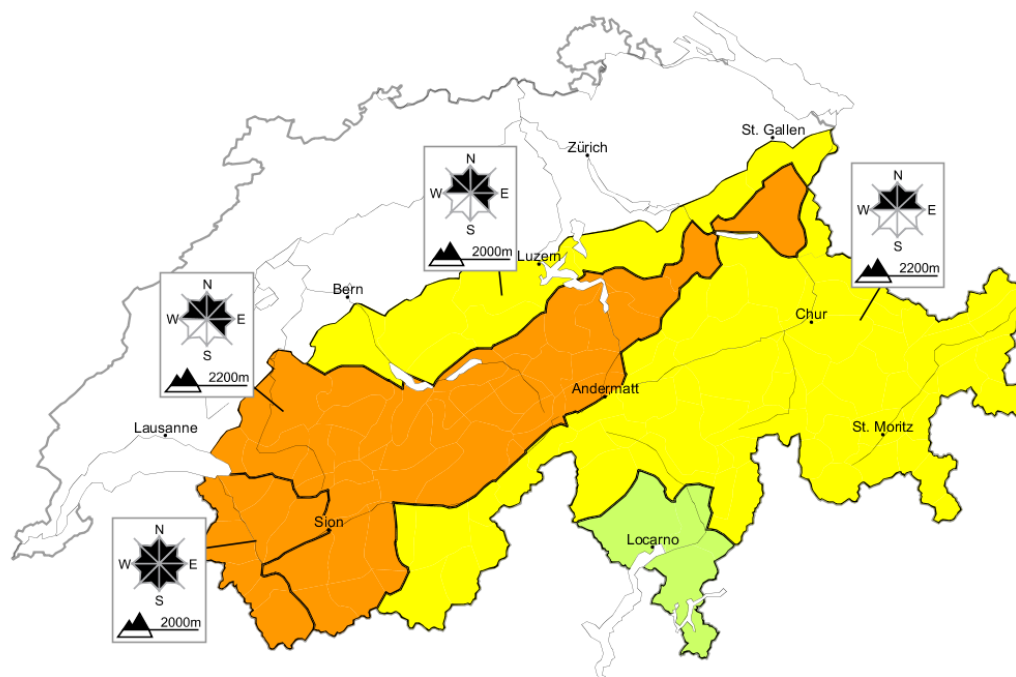 St. Gallen
Zürich
N
W E
S
2000m
N
W E
S
2200m
Luzern
Bern
N
W E
S
2200m
Chur
Andermatt
Lausanne
St. Moritz
Sion
N
W E
S
2000m
Locarno